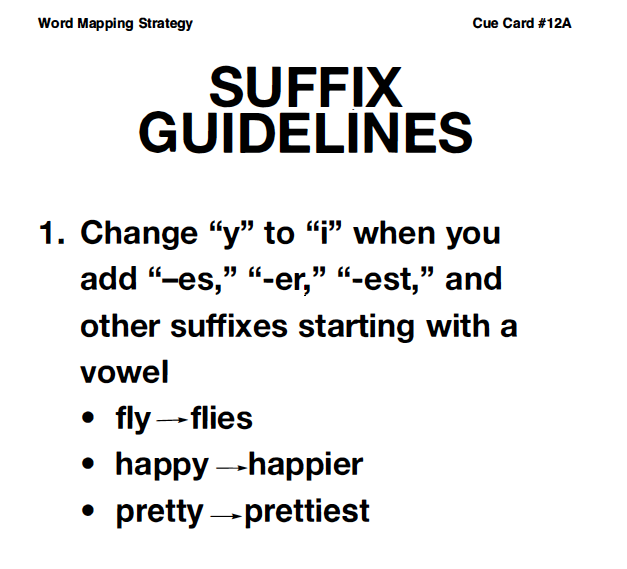 Word Mapping Strategy Cue Card #12A
SUFFIX
GUIDELINES
1. Change “y” to “i” when you
add “–es,” “-er,” “-est,” and
other suffixes starting with a
vowel
• fly → flies
• happy → happier
• pretty → prettiest